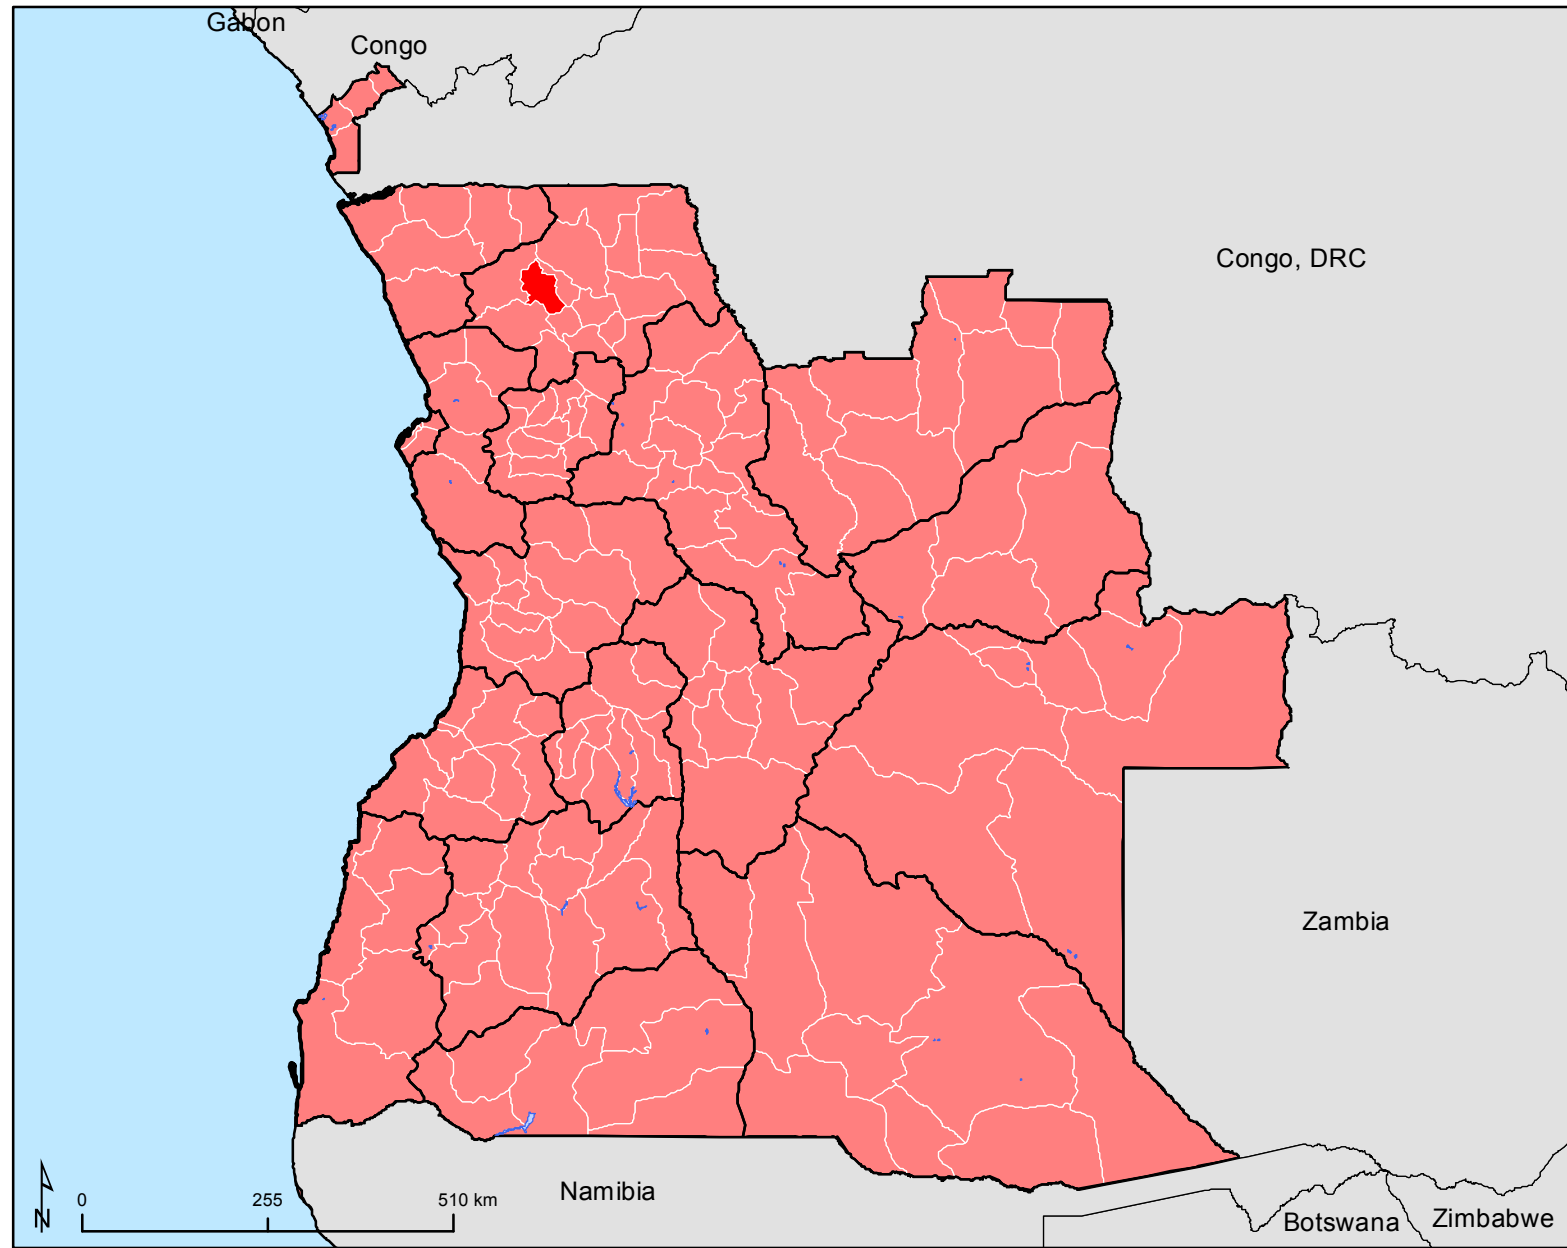 Gabon
Congo
Congo, DRC
Zambia
Namibia
Botswana
Zimbabwe
0 255 510 km
N